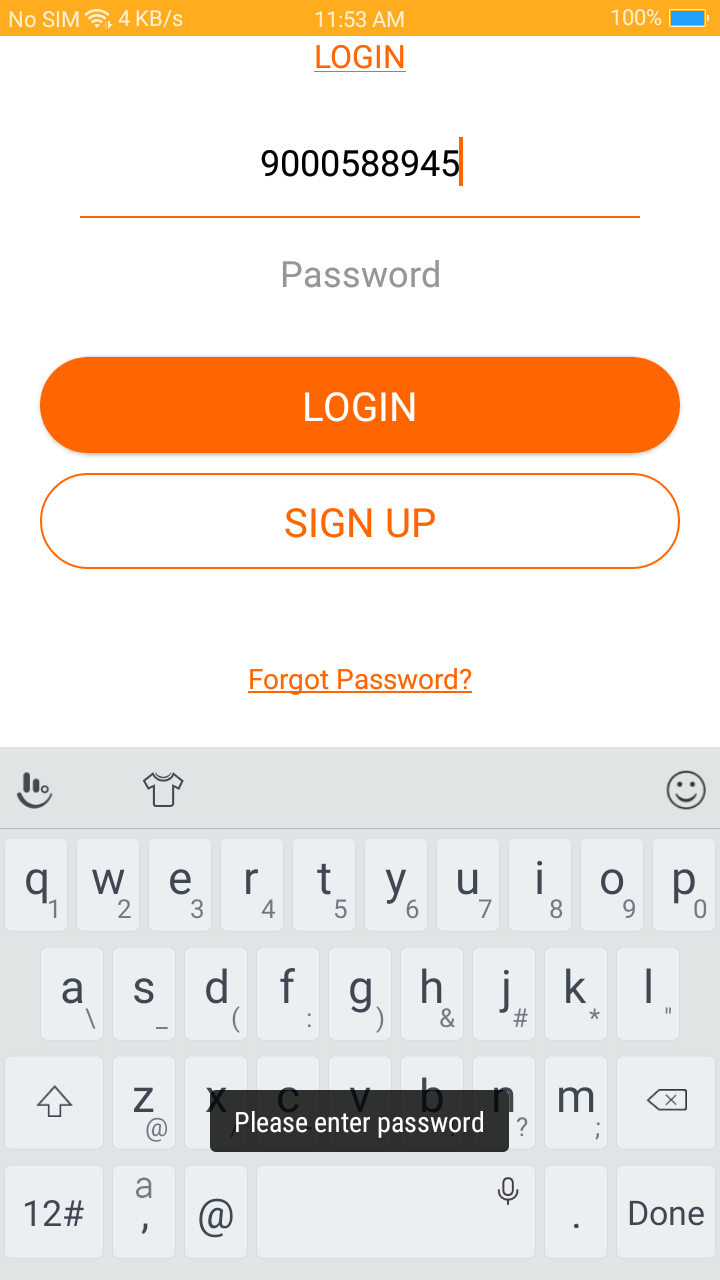 No SIM 4 KB/s 11:53 AM 100%
LOGIN
9000588945
Password
LOGIN
SIGN UP
Forgot Password?
q 1 w 2 e 3 r 4 t 5 y 6 u 7 i 8 o 9 p 0
a \ s _ d ( f : g ) h & j # k * l "
z @ x c v b n ? m ;
Please enter password
12# a , @ . Done